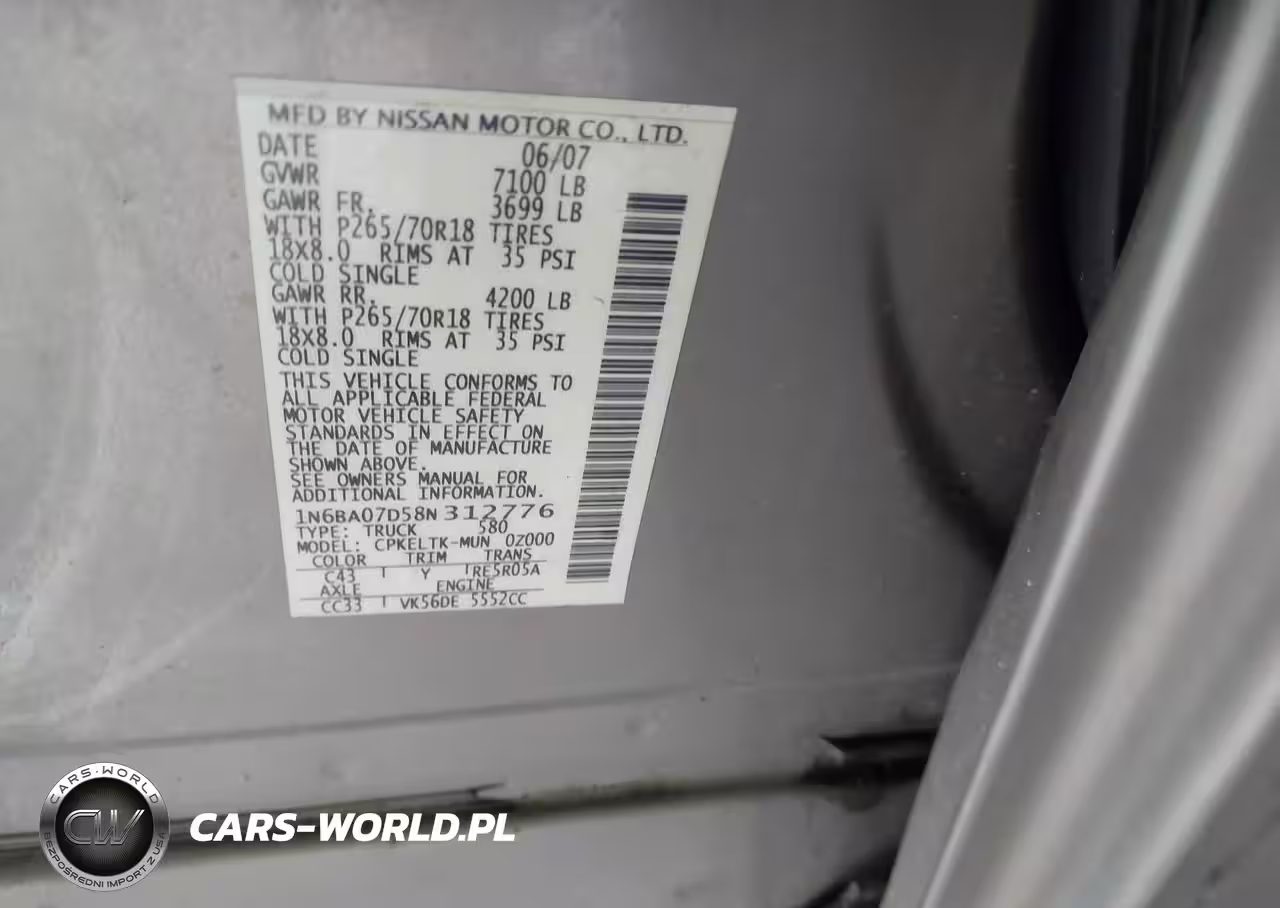 MFD BY NISSAN MOTOR CO., LTD.
DATE 06/07
GVWR 7100 LB
GAWR FR. 3699 LB
WITH P265/70R18 TIRES
18X8.0 RIMS AT 35 PSI
COLD SINGLE
GAWR RR. 4200 LB
WITH P265/70R18 TIRES
18X8.0 RIMS AT 35 PSI
COLD SINGLE
THIS VEHICLE CONFORMS TO
ALL APPLICABLE FEDERAL
MOTOR VEHICLE SAFETY
STANDARDS IN EFFECT ON
THE DATE OF MANUFACTURE
SHOWN ABOVE.
SEE OWNERS MANUAL FOR
ADDITIONAL INFORMATION.
1N6BA07D58N312776
TYPE: TRUCK 580
MODEL: CPKELTK-MUN 0Z000
COLOR TRIM TRANS
C43 Y RE5R05A
AXLE ENGINE
CC33 VK56DE 5552CC
CARS-WORLD
CW
BEZPOŚREDNI IMPORT Z USA
CARS-WORLD.PL